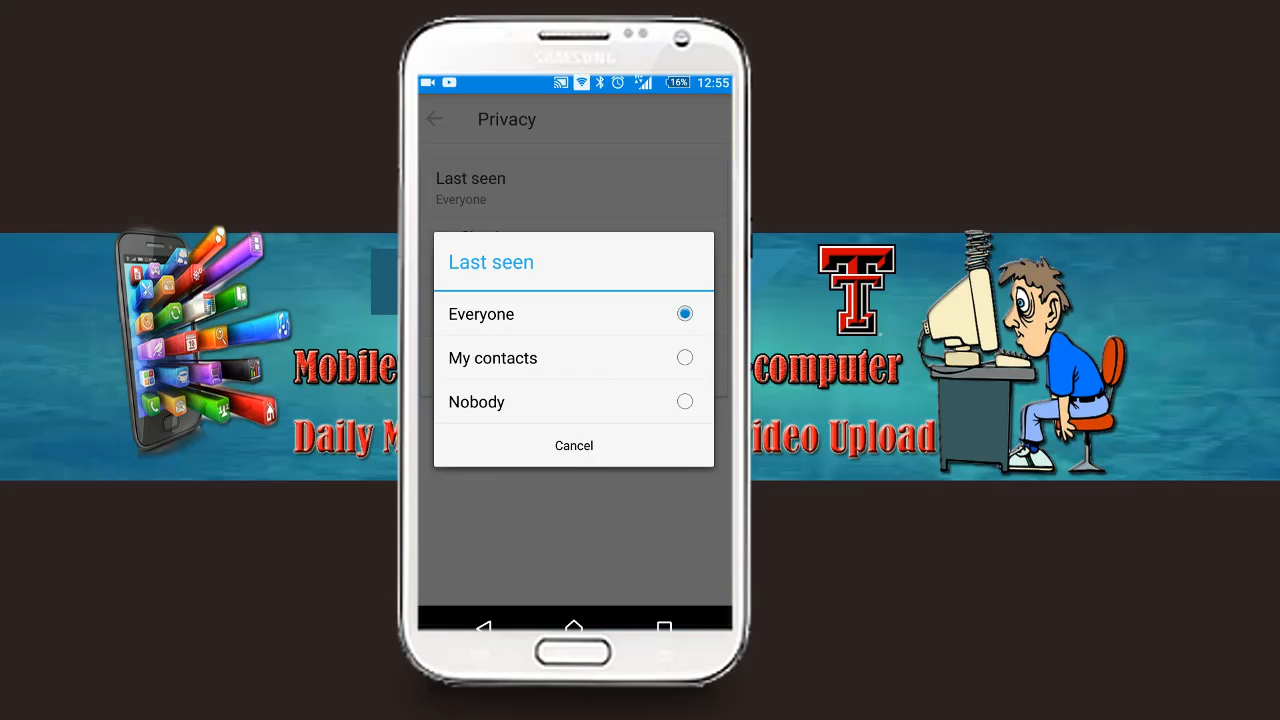 SAMSUNG
16% 12:55
Privacy
Last seen
Everyone
Last seen
Everyone
My contacts
Nobody
Cancel
Mobile
computer
Daily M
ideo Upload